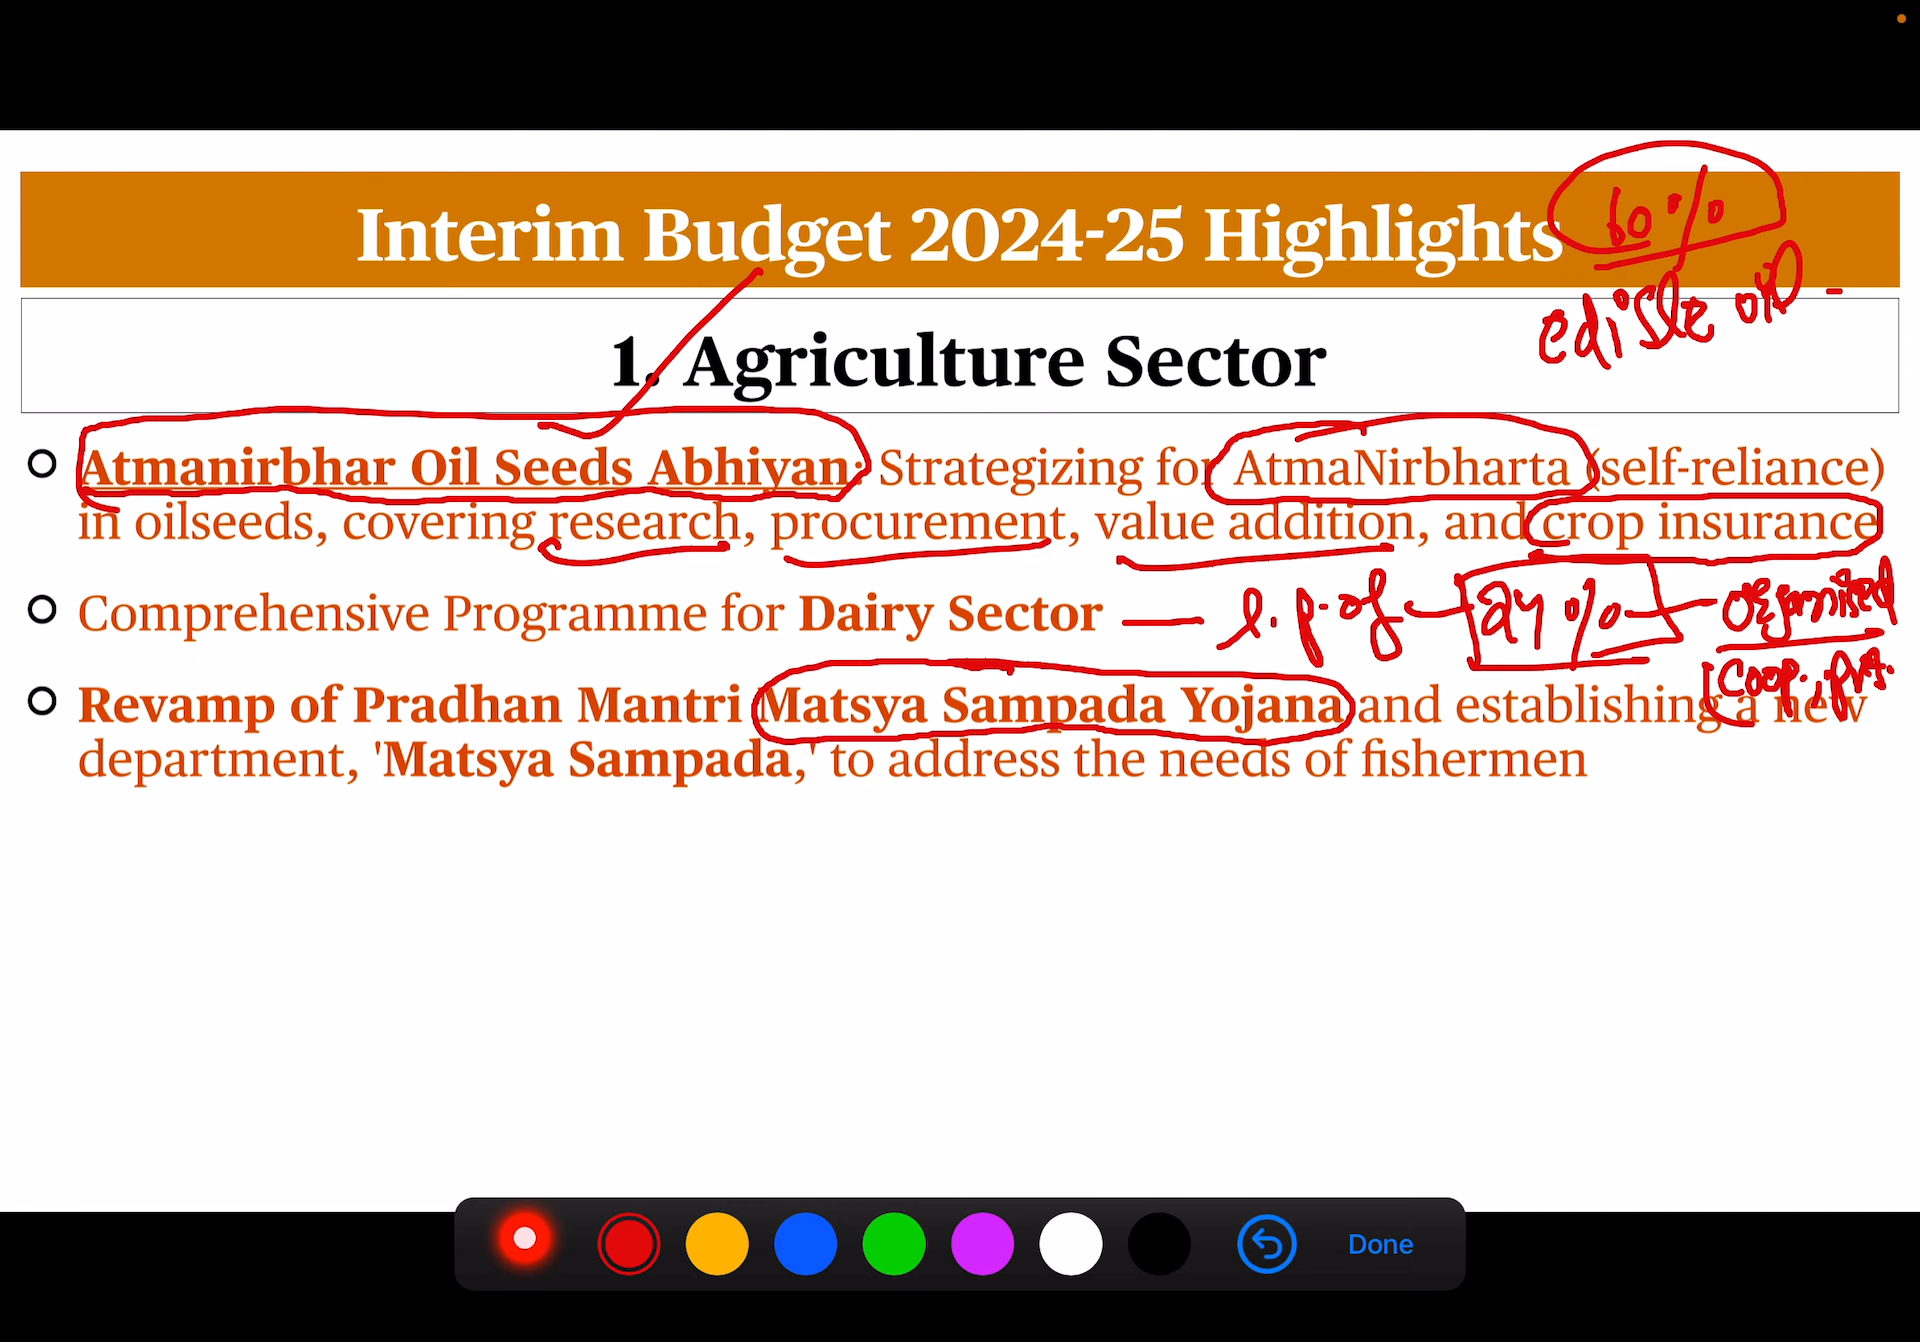 Interim Budget 2024-25 Highlights
60%
edible oil -
1. Agriculture Sector
Atmanirbhar Oil Seeds Abhiyan: Strategizing for AtmaNirbharta (self-reliance)
in oilseeds, covering research, procurement, value addition, and crop insurance
Comprehensive Programme for Dairy Sector — l.p.of 24% organised
Coop.,
Revamp of Pradhan Mantri Matsya Sampada Yojana and establishing a new
department, 'Matsya Sampada,' to address the needs of fishermen
Done